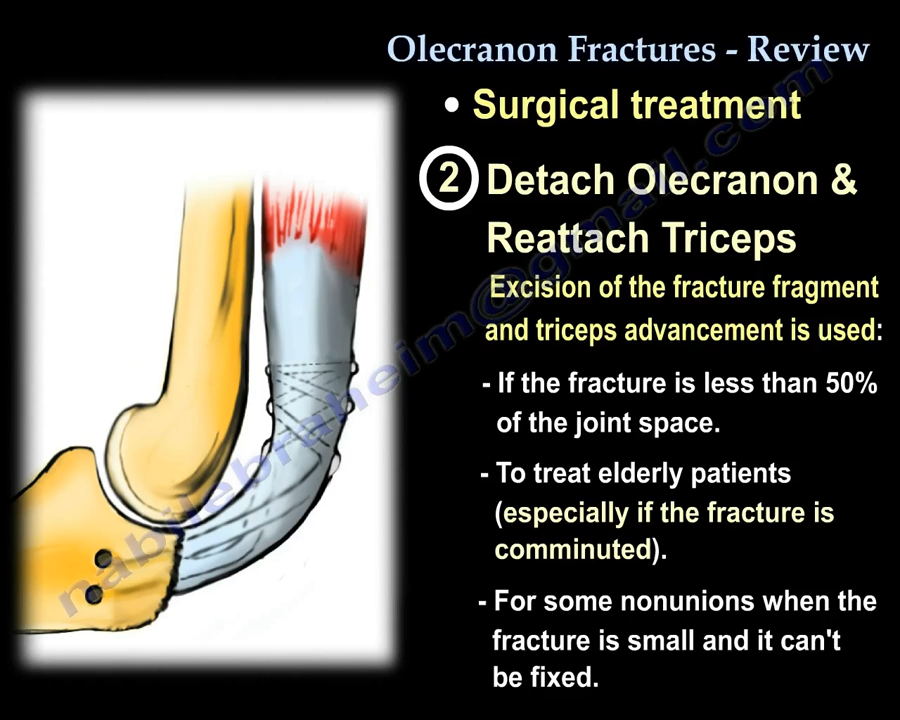 Olecranon Fractures - Review
• Surgical treatment
2 Detach Olecranon &
Reattach Triceps
Excision of the fracture fragment
and triceps advancement is used:
- If the fracture is less than 50%
of the joint space.
- To treat elderly patients
(especially if the fracture is
comminuted).
- For some nonunions when the
fracture is small and it can't
be fixed.
nabilebraheim@gmail.com